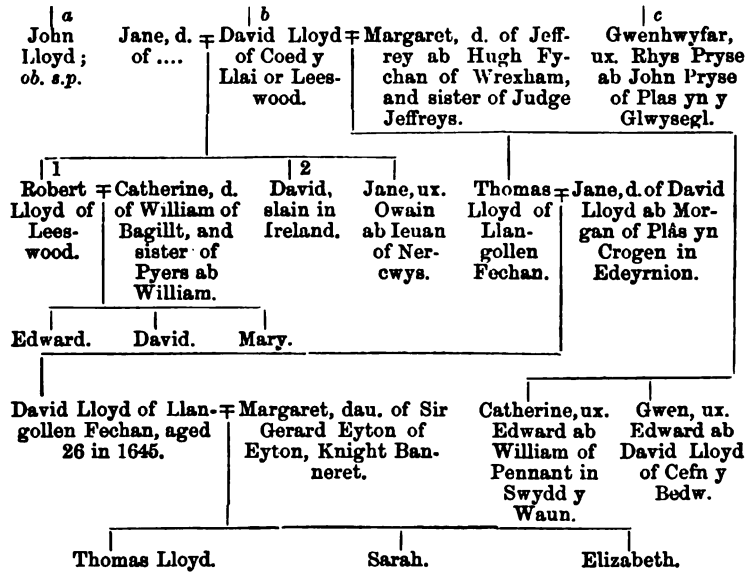 a
John
Lloyd;
ob. s.p.
Jane, d.
of ....
b
David Lloyd
of Coed y
Llai or Lees-
wood.
Margaret, d. of Jeff-
rey ab Hugh Fy-
chan of Wrexham,
and sister of Judge
Jeffreys.
c
Gwenhwyfar,
ux. Rhys Pryse
ab John Pryse
of Plas yn y
Glwysegl.
1
Robert
Lloyd of
Lees-
wood.
Catherine, d.
of William of
Bagillt, and
sister of
Pyers ab
William.
2
David,
slain in
Ireland.
Jane, ux.
Owain
ab Ieuan
of Ner-
cwys.
Thomas
Lloyd of
Llan-
gollen
Fechan.
Jane, d. of David
Lloyd ab Mor-
gan of Plâs yn
Crogen in
Edeyrnion.
Edward.
David.
Mary.
David Lloyd of Llan-
gollen Fechan, aged
26 in 1645.
Margaret, dau. of Sir
Gerard Eyton of
Eyton, Knight Ban-
neret.
Catherine, ux.
Edward ab
William of
Pennant in
Swydd y
Waun.
Gwen, ux.
Edward ab
David Lloyd
of Cefn y
Bedw.
Thomas Lloyd.
Sarah.
Elizabeth.